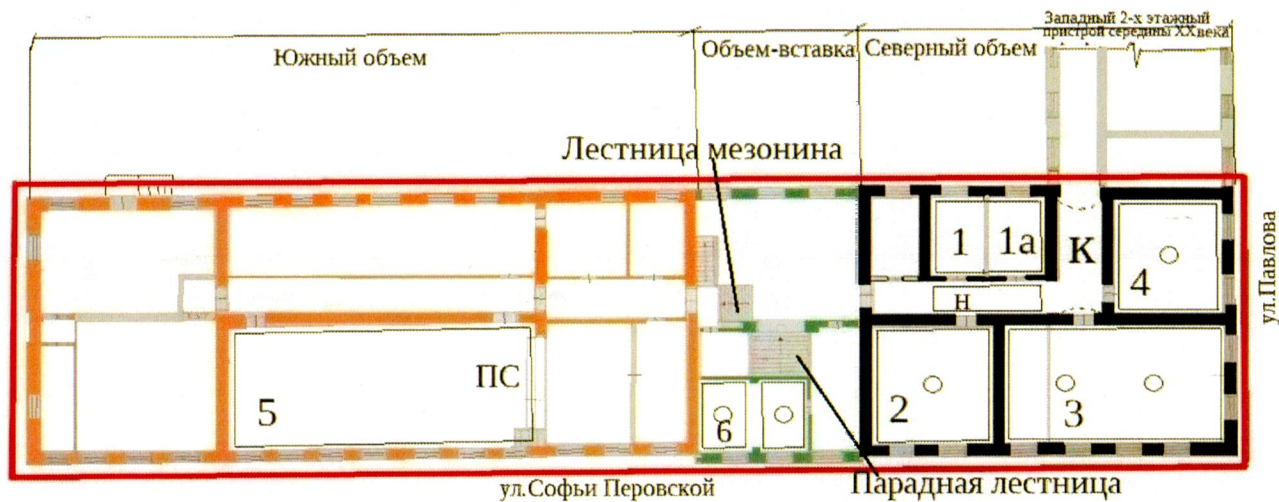 Западный 2-х этажный
пристрой середины XX века
Южный объем
Объем-вставка
Северный объем
Лестница мезонина
1
1а
К
4
н
ул.Павлова
ПС
5
6
2
3
ул.Софьи Перовской
Парадная лестница